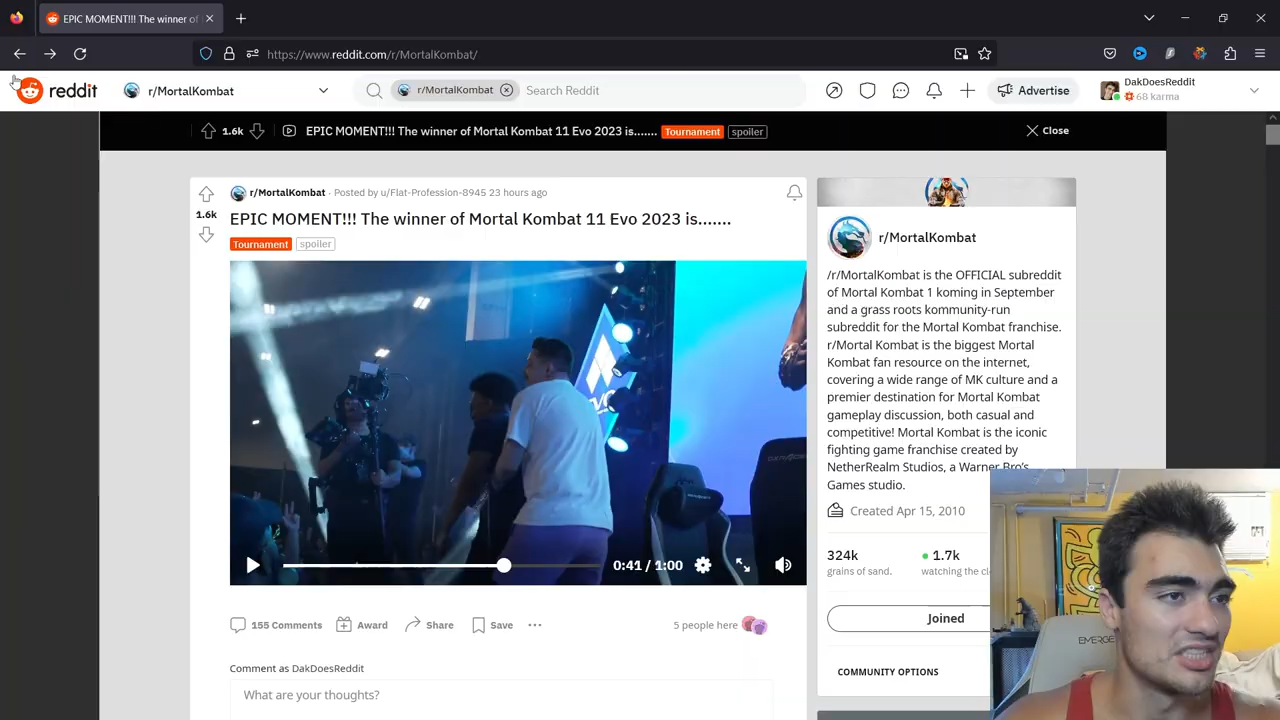 EPIC MOMENT!!! The winner of
https://www.reddit.com/r/MortalKombat/
reddit
r/MortalKombat
r/MortalKombat
Search Reddit
Advertise
DakDoesReddit
68 karma
1.6k
EPIC MOMENT!!! The winner of Mortal Kombat 11 Evo 2023 is.......
Tournament
spoiler
Close
1.6k
r/MortalKombat · Posted by u/Flat-Profession-8945 23 hours ago
EPIC MOMENT!!! The winner of Mortal Kombat 11 Evo 2023 is.......
Tournament
spoiler
0:41 / 1:00
155 Comments
Award
Share
Save
5 people here
Comment as DakDoesReddit
What are your thoughts?
r/MortalKombat
/r/MortalKombat is the OFFICIAL subreddit
of Mortal Kombat 1 koming in September
and a grass roots kommunity-run
subreddit for the Mortal Kombat franchise.
r/Mortal Kombat is the biggest Mortal
Kombat fan resource on the internet,
covering a wide range of MK culture and a
premier destination for Mortal Kombat
gameplay discussion, both casual and
competitive! Mortal Kombat is the iconic
fighting game franchise created by
NetherRealm Studios, a Warner Bro's
Games studio.
Created Apr 15, 2010
324k
grains of sand.
1.7k
watching the
Joined
COMMUNITY OPTIONS
EMERGE